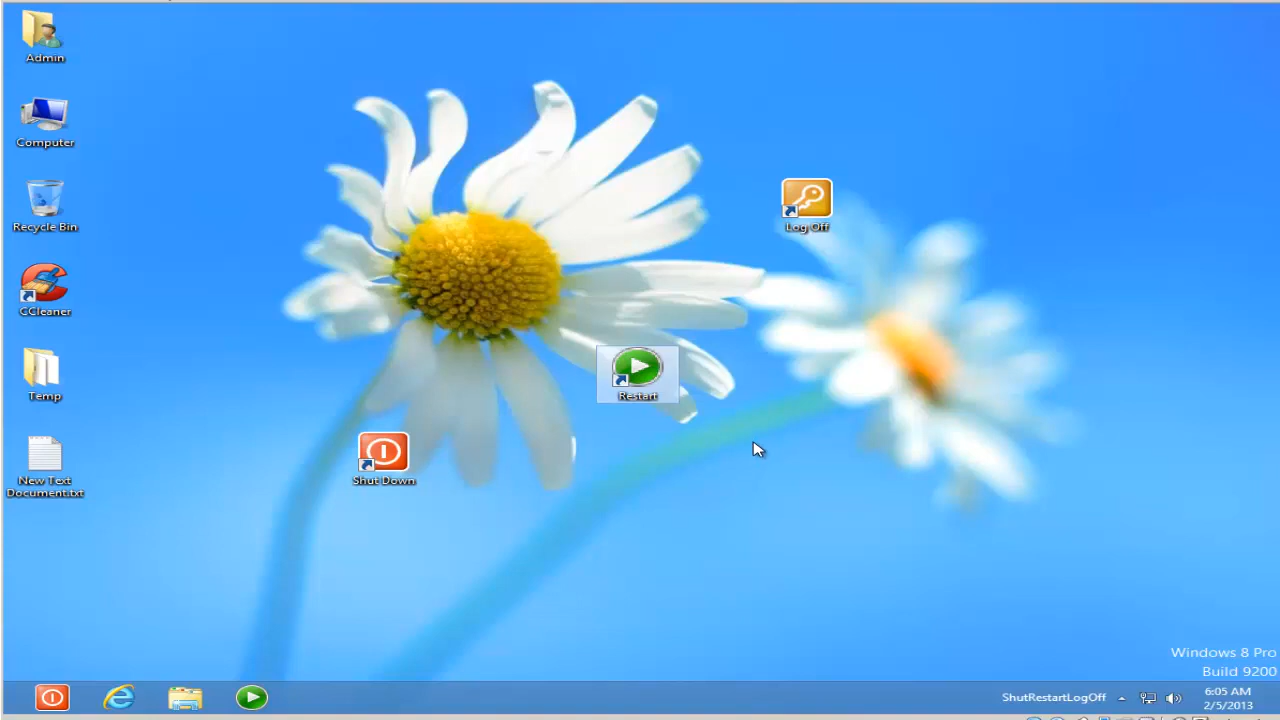 Admin
Computer
Recycle Bin
CCleaner
Temp
New Text
Document.txt
Log Off
Restart
Shut Down
Windows 8 Pro
Build 9200
ShutRestartLogOff
6:05 AM
2/5/2013